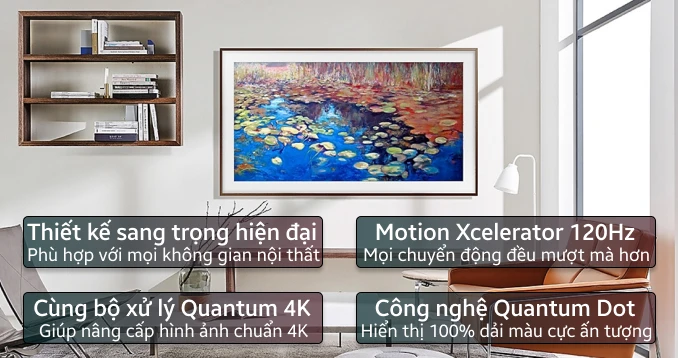 Thiết kế sang trọng hiện đại
Phù hợp với mọi không gian nội thất
Motion Xcelerator 120Hz
Mọi chuyển động đều mượt mà hơn
Cùng bộ xử lý Quantum 4K
Giúp nâng cấp hình ảnh chuẩn 4K
Công nghệ Quantum Dot
Hiển thị 100% dải màu cực ấn tượng